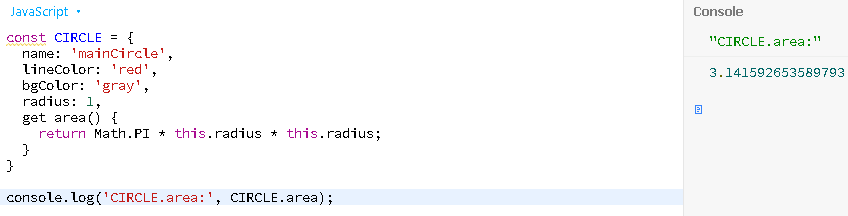 JavaScript
const CIRCLE = {
  name: 'mainCircle',
  lineColor: 'red',
  bgColor: 'gray',
  radius: 1,
  get area() {
    return Math.PI * this.radius * this.radius;
  }
}
console.log('CIRCLE.area:', CIRCLE.area);
Console
"CIRCLE.area:"
3.141592653589793